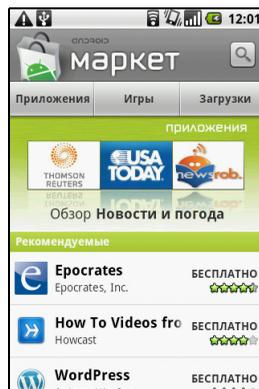 12:01
android
маркет
Приложения Игры Загрузки
приложения
THOMSON REUTERS
USA TODAY
newsrob.
Обзор Новости и погода
Рекомендуемые
Epocrates
БЕСПЛАТНО
Epocrates, Inc.
How To Videos fro
БЕСПЛАТНО
Howcast
WordPress
БЕСПЛАТНО